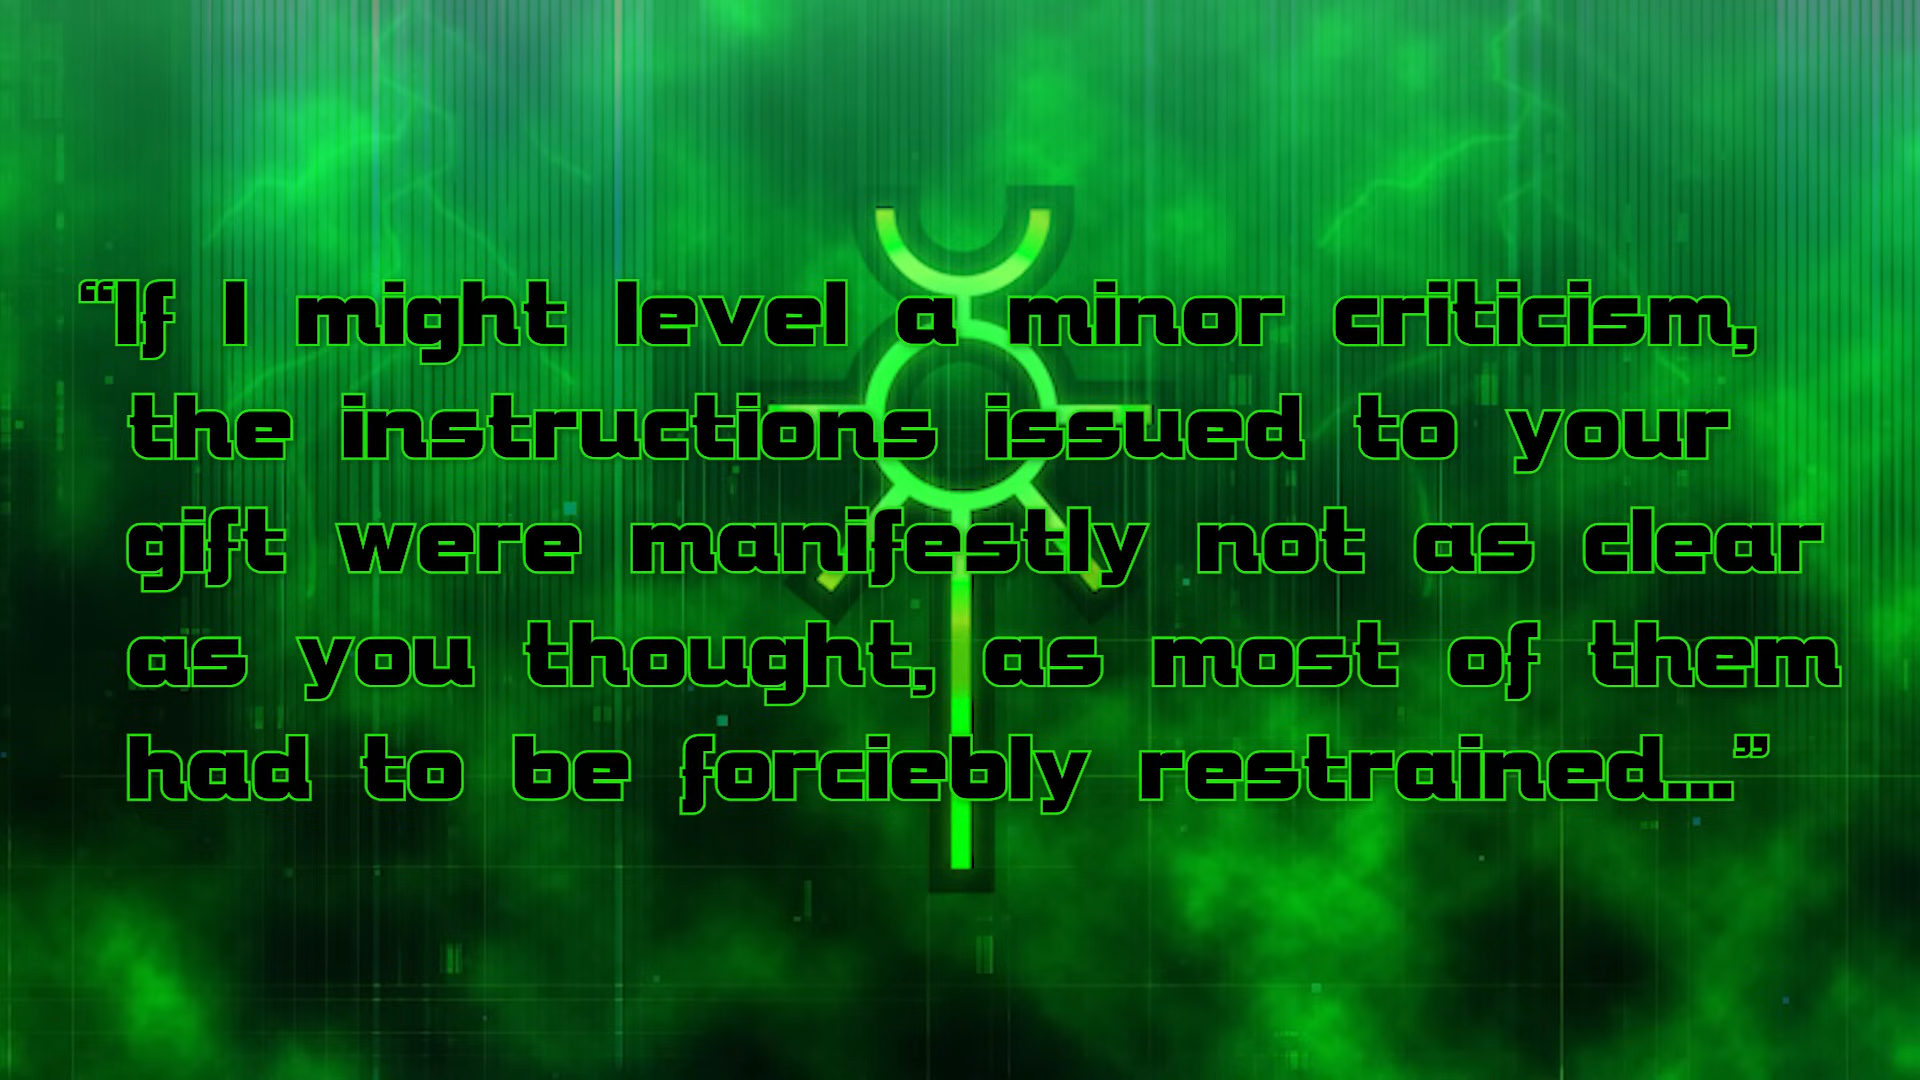 “If I might level a minor criticism,
the instructions issued to your
gift were manifestly not as clear
as you thought, as most of them
had to be forciebly restrained...”